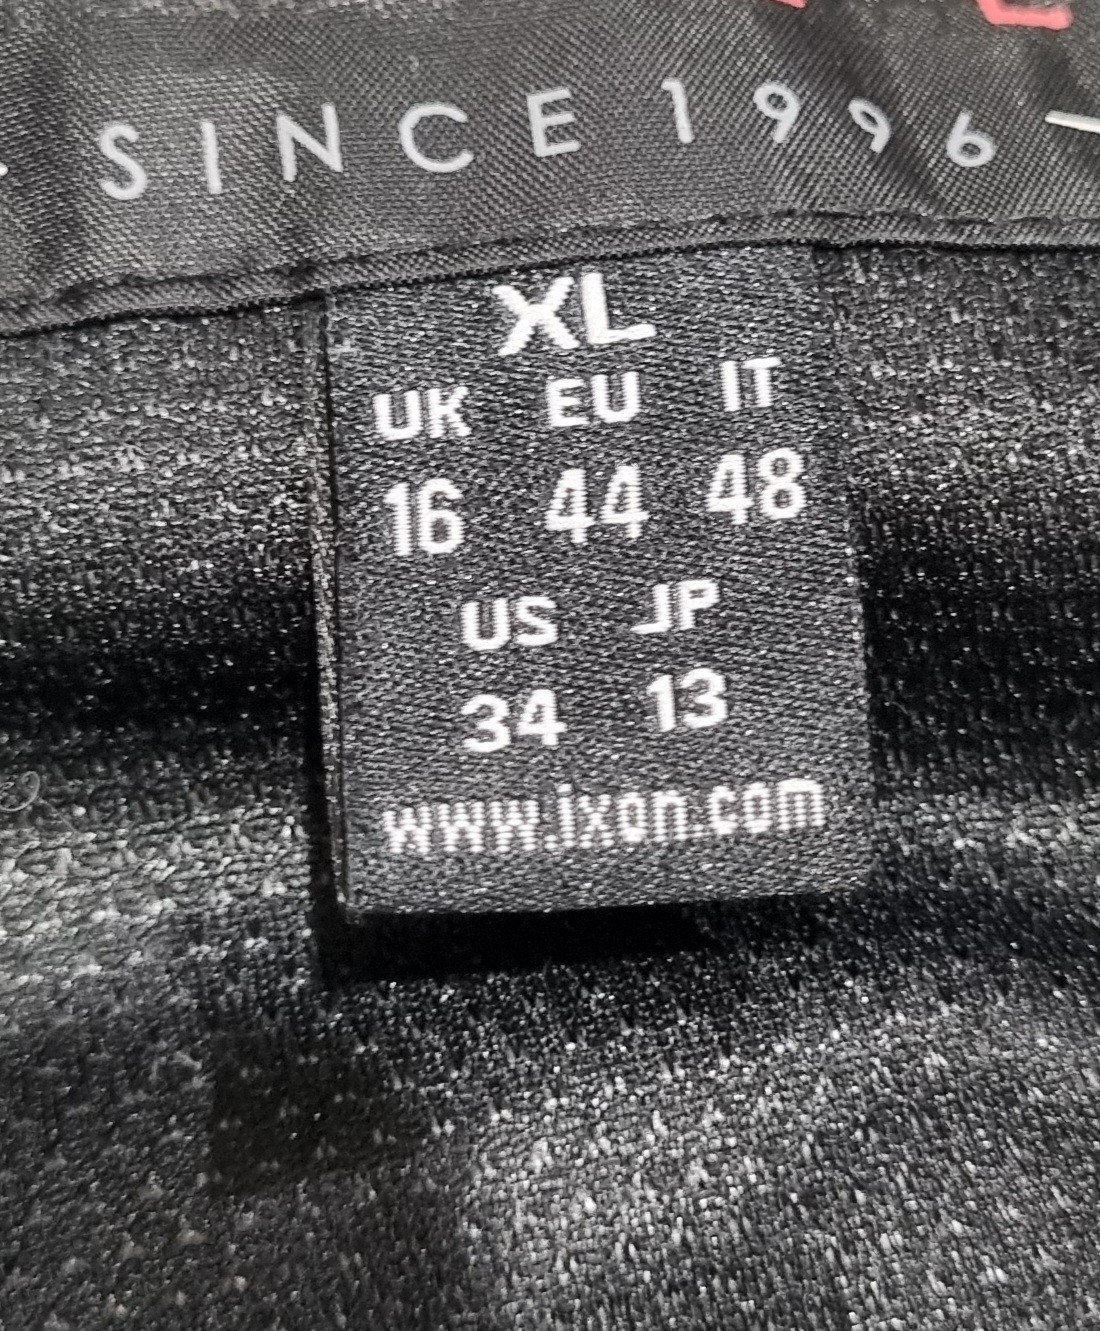 SINCE 1996
XL
UK EU IT
16 44 48
US JP
34 13
www.ixon.com